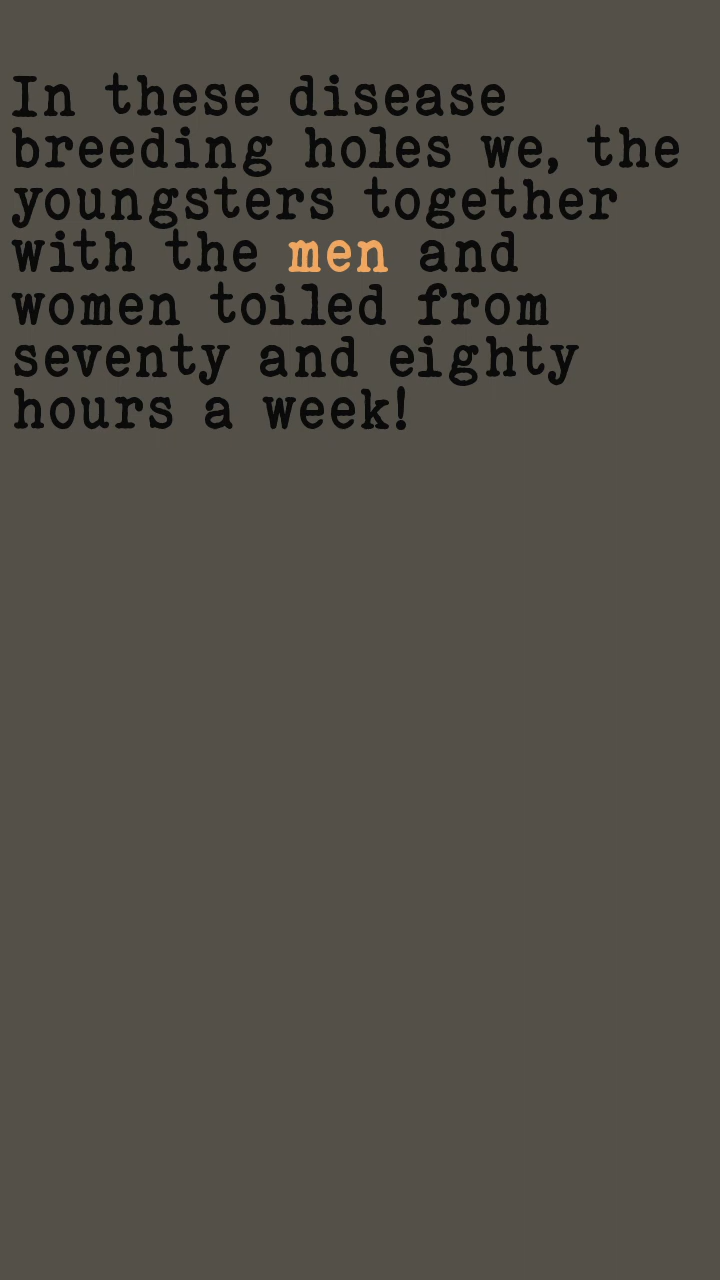 In these disease
breeding holes we, the
youngsters together
with the men and
women toiled from
seventy and eighty
hours a week!